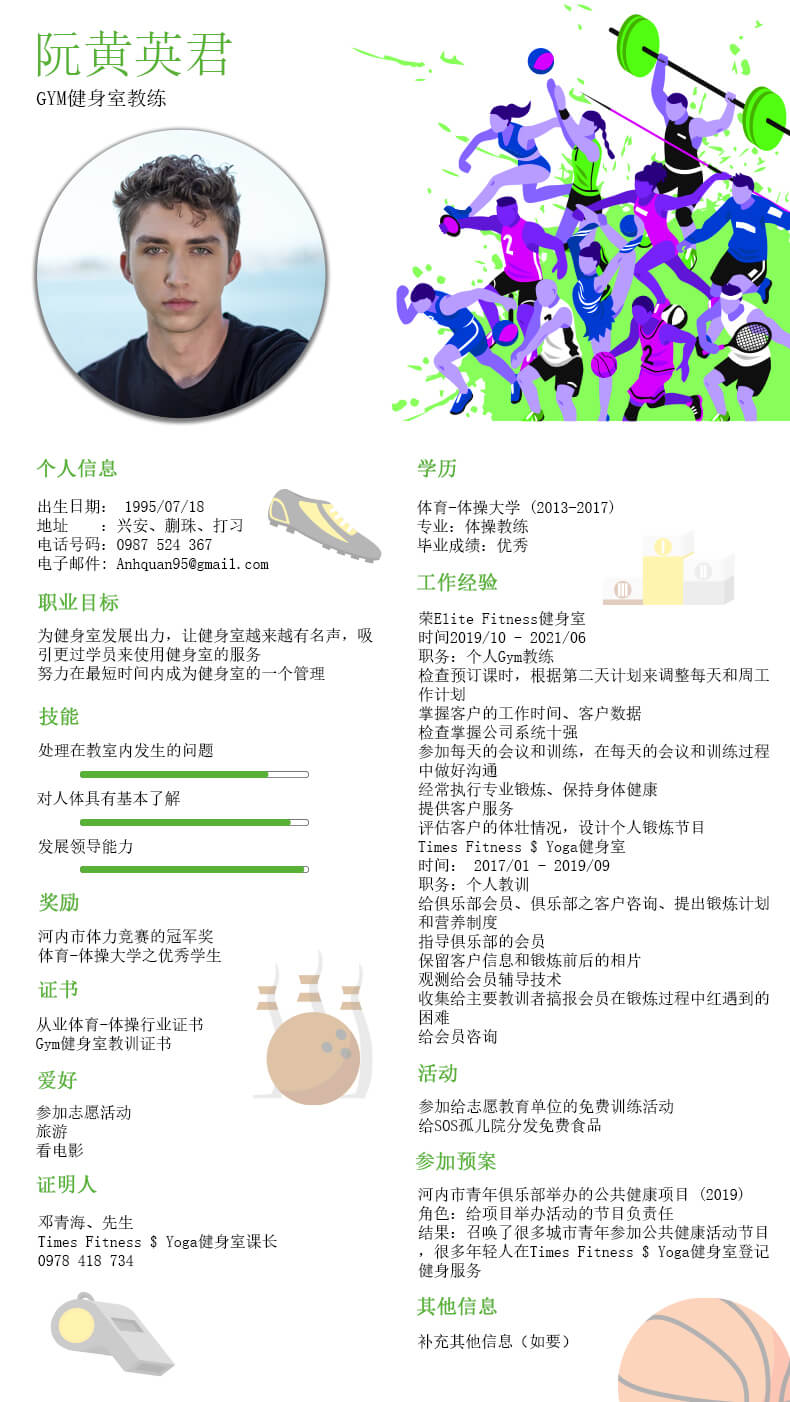 阮黄英君
GYM健身室教练
个人信息
出生日期： 1995/07/18
地址　　：兴安、蒯珠、打习
电话号码：0987 524 367
电子邮件：Anhquan95@gmail.com
职业目标
为健身室发展出力，让健身室越来越有名声，吸
引更过学员来使用健身室的服务
努力在最短时间内成为健身室的一个管理
技能
处理在教室内发生的问题
对人体具有基本了解
发展领导能力
奖励
河内市体力竞赛的冠军奖
体育-体操大学之优秀学生
证书
从业体育-体操行业证书
Gym健身室教训证书
爱好
参加志愿活动
旅游
看电影
证明人
邓青海、先生
Times Fitness $ Yoga健身室课长
0978 418 734
学历
体育-体操大学 (2013-2017)
专业：体操教练
毕业成绩：优秀
工作经验
荣Elite Fitness健身室
时间2019/10 - 2021/06
职务：个人Gym教练
检查预订课时，根据第二天计划来调整每天和周工
作计划
掌握客户的工作时间、客户数据
检查掌握公司系统十强
参加每天的会议和训练，在每天的会议和训练过程
中做好沟通
经常执行专业锻炼、保持身体健康
提供客户服务
评估客户的体壮情况，设计个人锻炼节目
Times Fitness $ Yoga健身室
时间： 2017/01 - 2019/09
职务：个人教训
给俱乐部会员、俱乐部之客户咨询、提出锻炼计划
和营养制度
指导俱乐部的会员
保留客户信息和锻炼前后的相片
观测给会员辅导技术
收集给主要教训者搞报会员在锻炼过程中红遇到的
困难
给会员咨询
活动
参加给志愿教育单位的免费训练活动
给SOS孤儿院分发免费食品
参加预案
河内市青年俱乐部举办的公共健康项目 (2019)
角色：给项目举办活动的节目负责任
结果：召唤了很多城市青年参加公共健康活动节目
，很多年轻人在Times Fitness $ Yoga健身室登记
健身服务
其他信息
补充其他信息（如要）
1
2
2
I
II
III